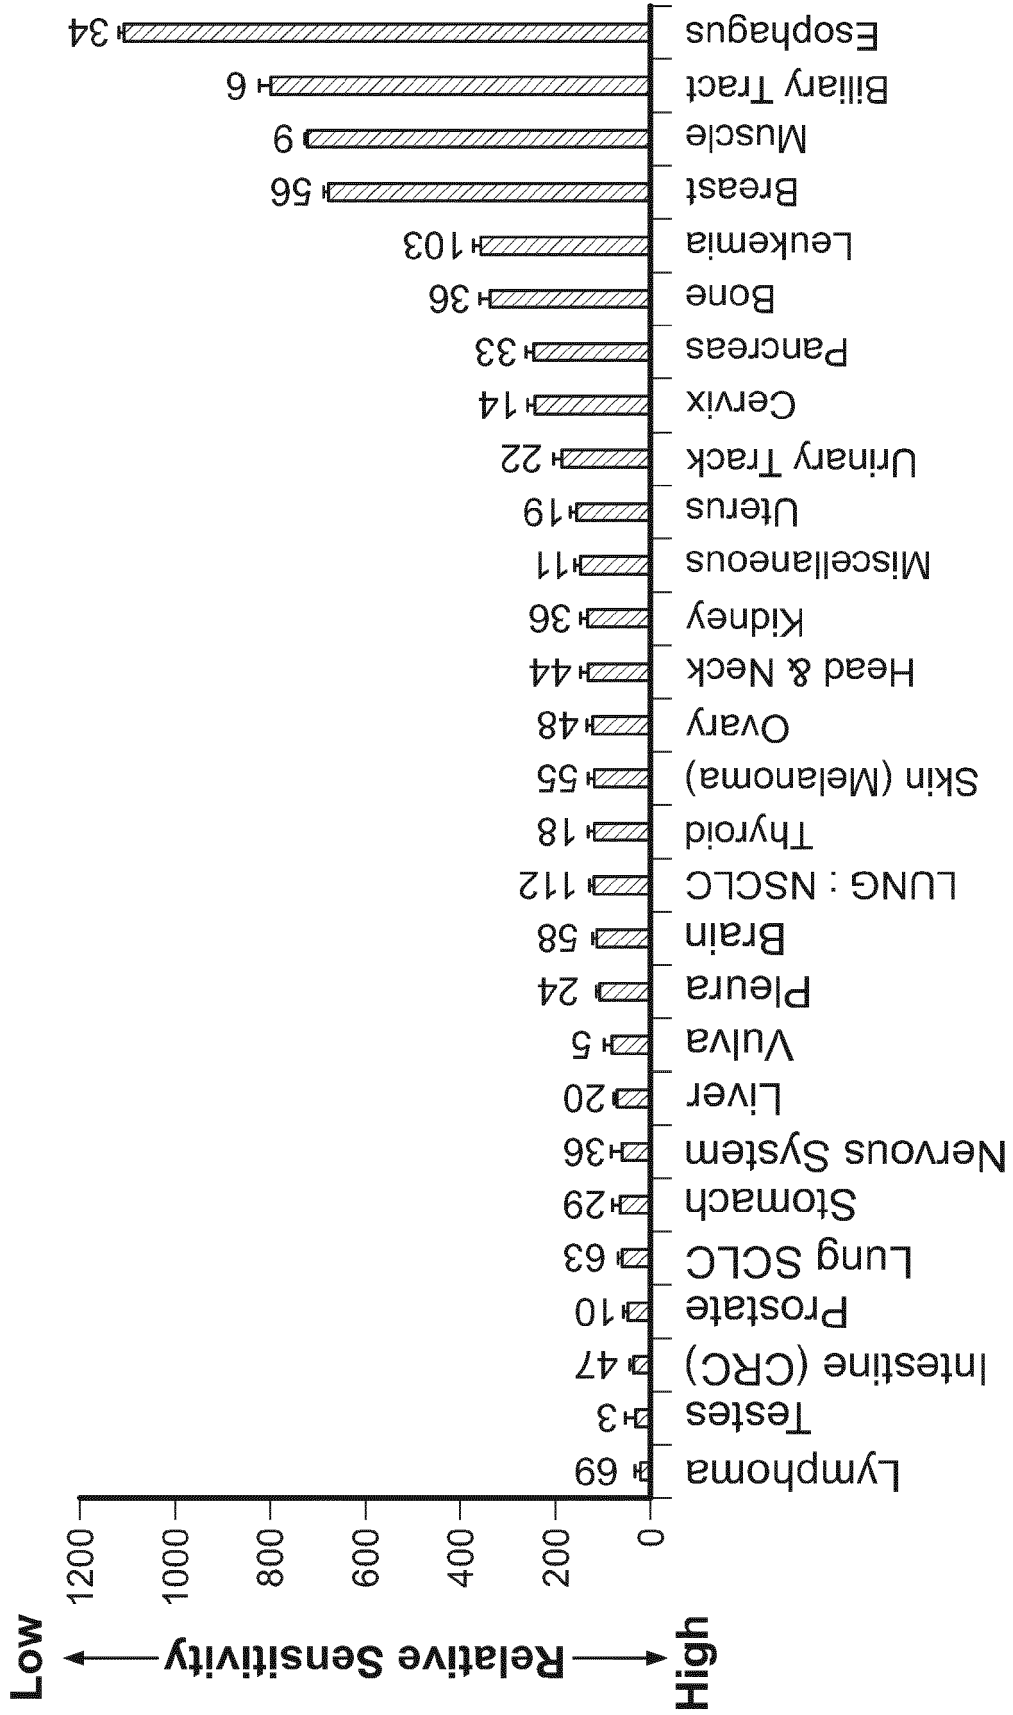 Low
Relative Sensitivity
High
1200
1000
800
600
400
200
0
Lymphoma 69
Testes 3
Intestine (CRC) 47
Prostate 10
Lung SCLC 63
Stomach 29
Nervous System 36
Liver 20
Vulva 5
Pleura 24
Brain 58
LUNG : NSCLC 112
Thyroid 18
Skin (Melanoma) 55
Ovary 48
Head & Neck 44
Kidney 36
Miscellaneous 11
Uterus 19
Urinary Track 22
Cervix 14
Pancreas 33
Bone 36
Leukemia 103
Breast 56
Muscle 9
Biliary Tract 6
Esophagus 34